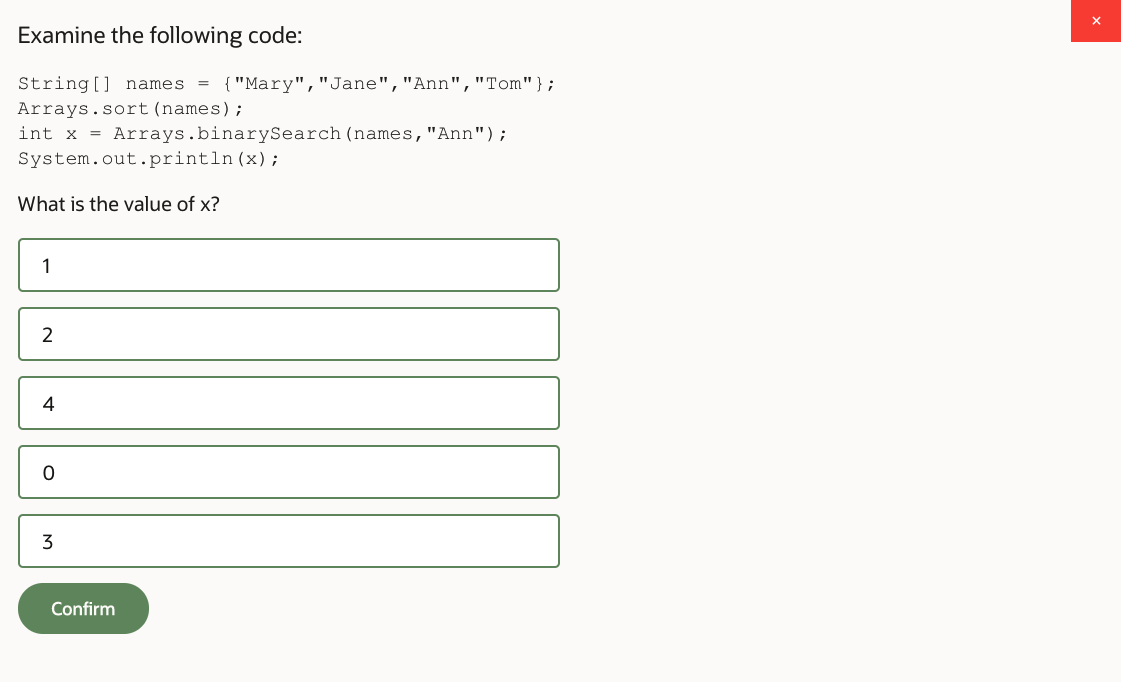 ×
Examine the following code:
String[] names = {"Mary","Jane","Ann","Tom"};
Arrays.sort(names);
int x = Arrays.binarySearch(names,"Ann");
System.out.println(x);
What is the value of x?
1
2
4
0
3
Confirm